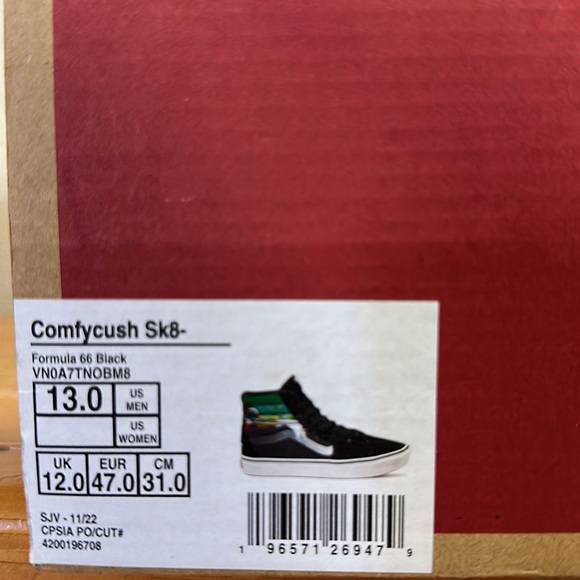 Comfycush Sk8-
Formula 66 Black
VN0A7TNOBM8
13.0 US MEN
US WOMEN
UK 12.0 EUR 47.0 CM 31.0
SJV - 11/22
CPSIA PO/CUT#
4200196708
1 96571 26947 9